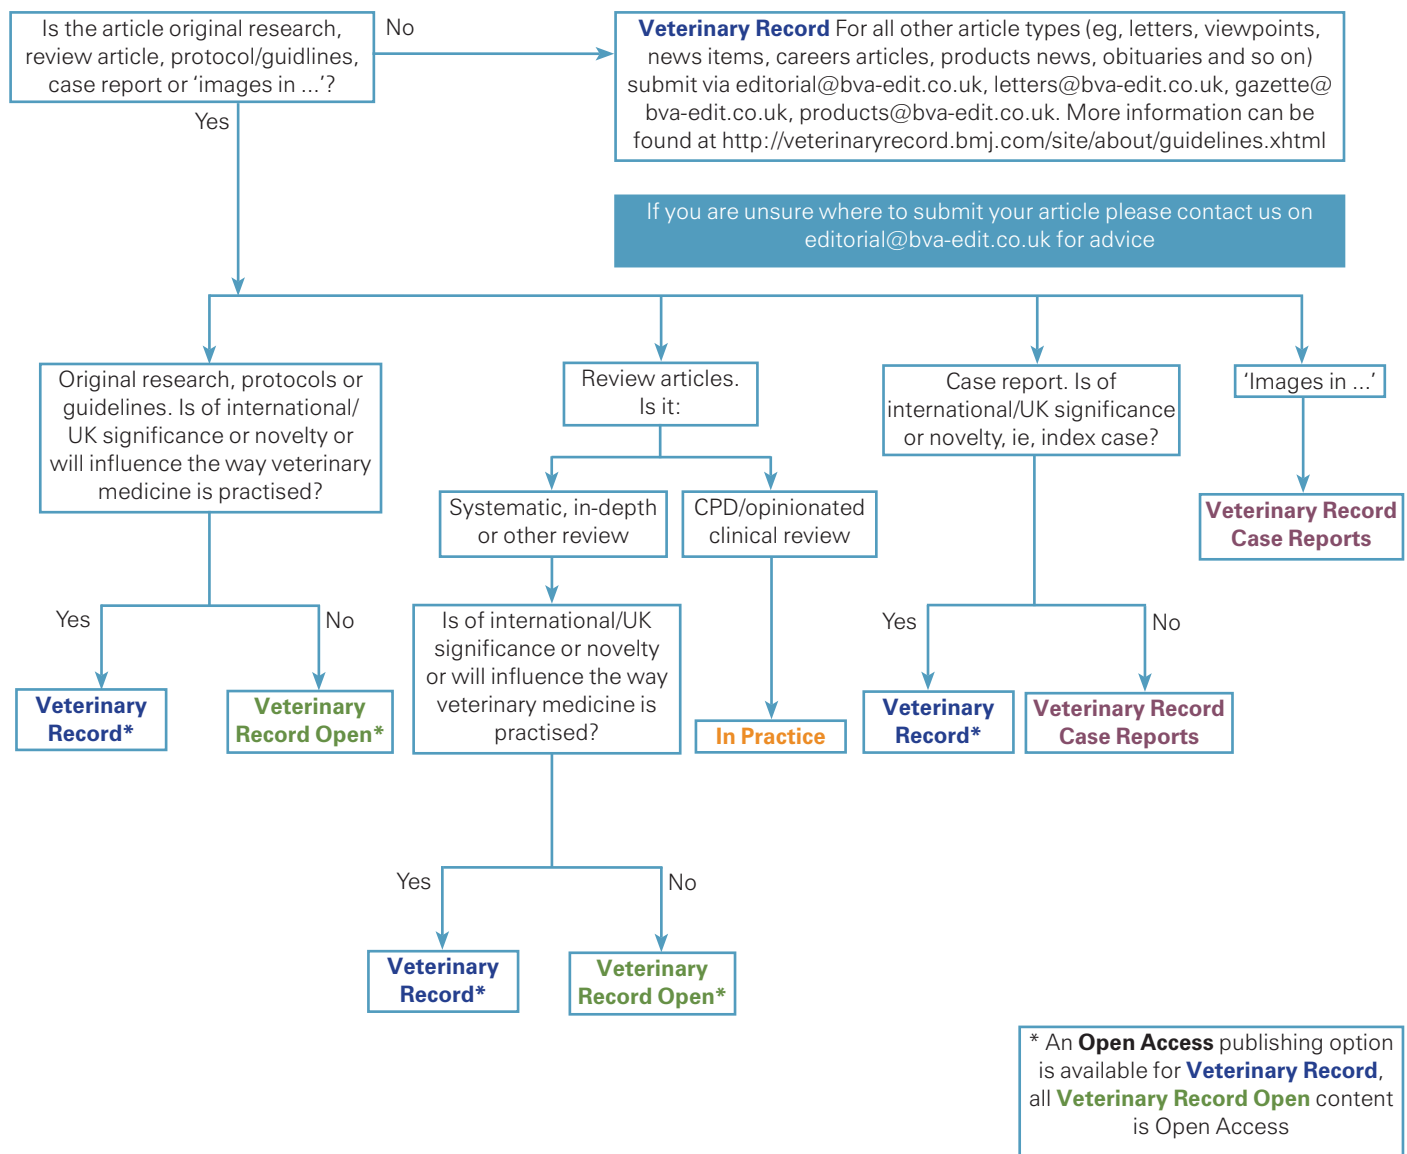 Is the article original research,
review article, protocol/guidlines,
case report or ‘images in ...’?
No
Veterinary Record For all other article types (eg, letters, viewpoints,
news items, careers articles, products news, obituaries and so on)
submit via editorial@bva-edit.co.uk, letters@bva-edit.co.uk, gazette@
bva-edit.co.uk, products@bva-edit.co.uk. More information can be
found at http://veterinaryrecord.bmj.com/site/about/guidelines.xhtml
Yes
If you are unsure where to submit your article please contact us on
editorial@bva-edit.co.uk for advice
Original research, protocols or
guidelines. Is of international/
UK significance or novelty or
will influence the way veterinary
medicine is practised?
Review articles.
Is it:
Case report. Is of
international/UK significance
or novelty, ie, index case?
‘Images in ...’
Systematic, in-depth
or other review
CPD/opinionated
clinical review
Veterinary Record
Case Reports
Yes
No
Is of international/UK
significance or novelty
or will influence the way
veterinary medicine is
practised?
Yes
No
Veterinary
Record*
Veterinary
Record Open*
In Practice
Veterinary
Record*
Veterinary Record
Case Reports
Yes
No
Veterinary
Record*
Veterinary
Record Open*
* An Open Access publishing option
is available for Veterinary Record,
all Veterinary Record Open content
is Open Access